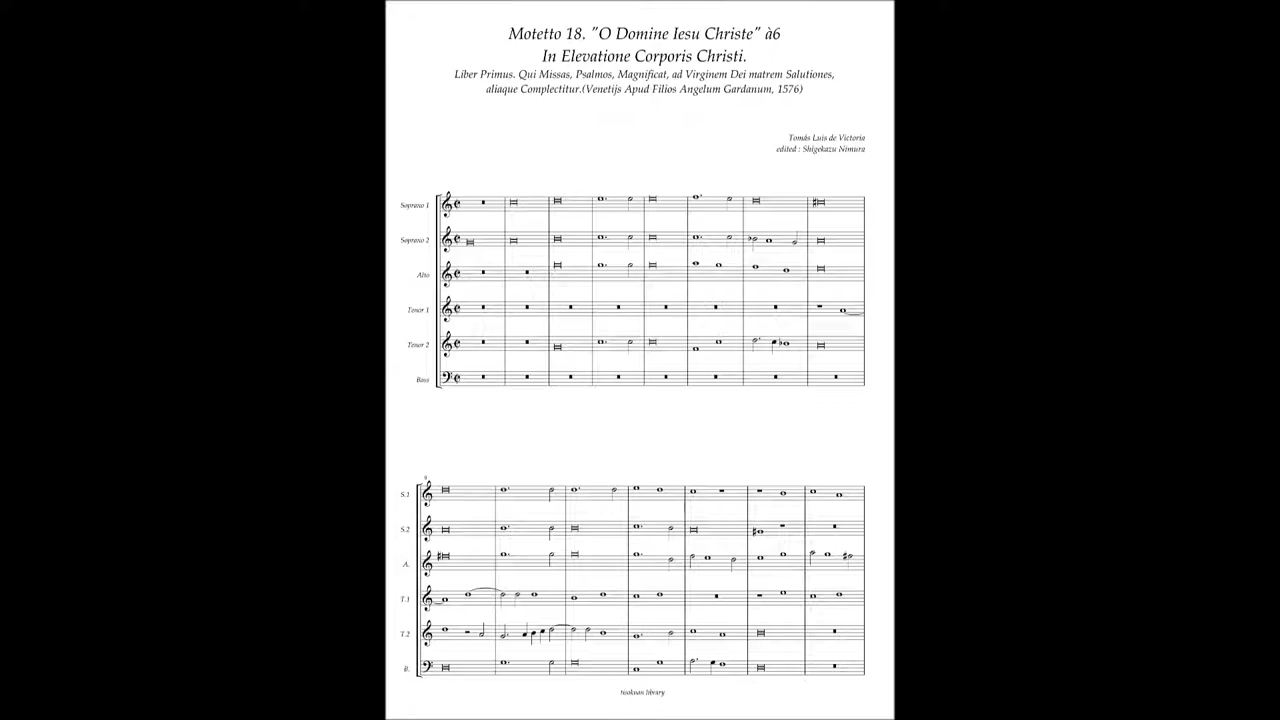 Motetto 18. "O Domine Iesu Christe" à6
In Elevatione Corporis Christi.
Liber Primus. Qui Missas, Psalmos, Magnificat, ad Virginem Dei matrem Salutiones,
aliaque Complectitur.(Venetijs Apud Filios Angelum Gardanum, 1576)
Tomás Luis de Victoria
edited : Shigekazu Nimura
Soprano 1
Soprano 2
Alto
Tenor 1
Tenor 2
Bass
9
S.1
S.2
A.
T.1
T.2
B.
library